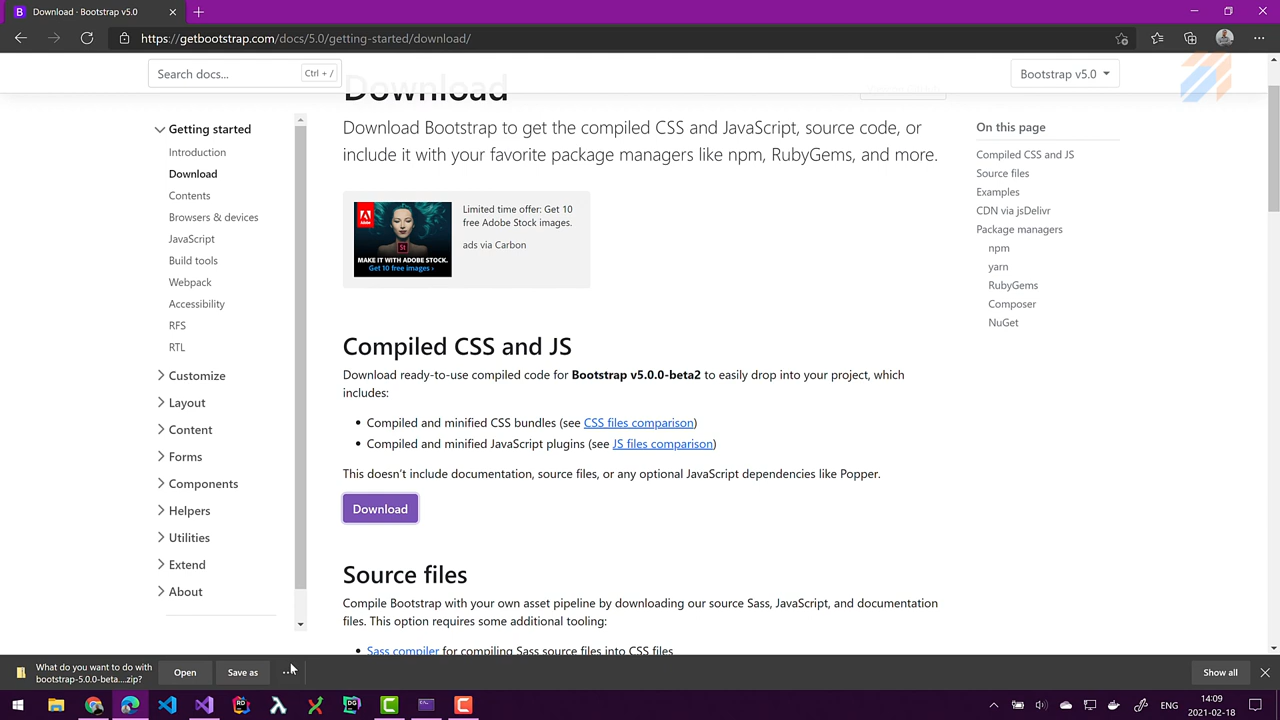 Download · Bootstrap v5.0
https://getbootstrap.com/docs/5.0/getting-started/download/
Search docs...
Ctrl + /
Bootstrap v5.0
Getting started
Introduction
Download
Contents
Browsers & devices
JavaScript
Build tools
Webpack
Accessibility
RFS
RTL
Customize
Layout
Content
Forms
Components
Helpers
Utilities
Extend
About
Download
Download Bootstrap to get the compiled CSS and JavaScript, source code, or
include it with your favorite package managers like npm, RubyGems, and more.
MAKE IT WITH ADOBE STOCK.
Get 10 free images ›
St
Limited time offer: Get 10
free Adobe Stock images.
ads via Carbon
Compiled CSS and JS
Download ready-to-use compiled code for Bootstrap v5.0.0-beta2 to easily drop into your project, which
includes:
• Compiled and minified CSS bundles (see CSS files comparison)
• Compiled and minified JavaScript plugins (see JS files comparison)
This doesn’t include documentation, source files, or any optional JavaScript dependencies like Popper.
Download
Source files
Compile Bootstrap with your own asset pipeline by downloading our source Sass, JavaScript, and documentation
files. This option requires some additional tooling:
• Sass compiler for compiling Sass source files into CSS files
On this page
Compiled CSS and JS
Source files
Examples
CDN via jsDelivr
Package managers
npm
yarn
RubyGems
Composer
NuGet
What do you want to do with
bootstrap-5.0.0-beta....zip?
Open
Save as
...
Show all
ENG
14:09
2021-02-18